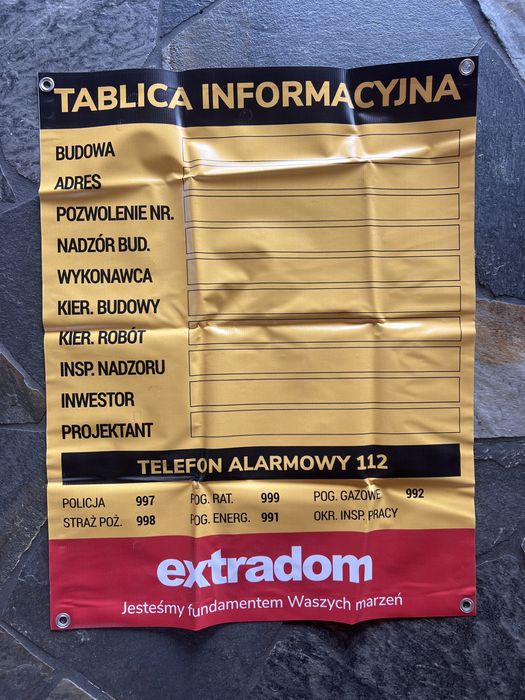 TABLICA INFORMACYJNA
BUDOWA
ADRES
POZWOLENIE NR.
NADZÓR BUD.
WYKONAWCA
KIER. BUDOWY
KIER. ROBÓT
INSP. NADZORU
INWESTOR
PROJEKTANT
TELEFON ALARMOWY 112
POLICJA 997 POG. RAT. 999 POG. GAZOWE 992
STRAŻ POŻ. 998 POG. ENERG. 991 OKR. INSP. PRACY
extradom
Jesteśmy fundamentem Waszych marzeń